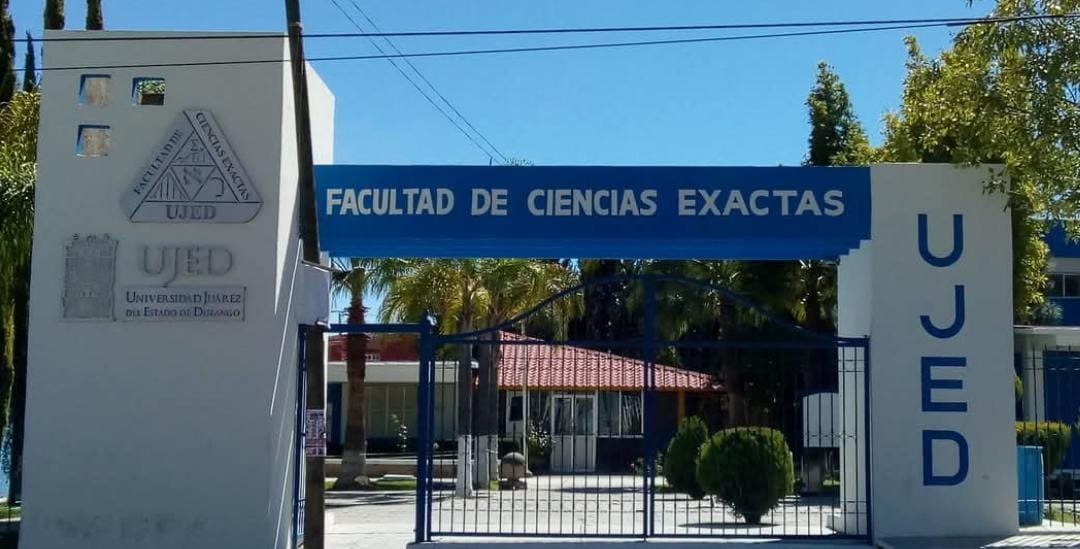 FACULTAD DE
CIENCIAS EXACTAS
UJED
UJED
UNIVERSIDAD JUÁREZ
DEL ESTADO DE DURANGO
FACULTAD DE CIENCIAS EXACTAS
UJED